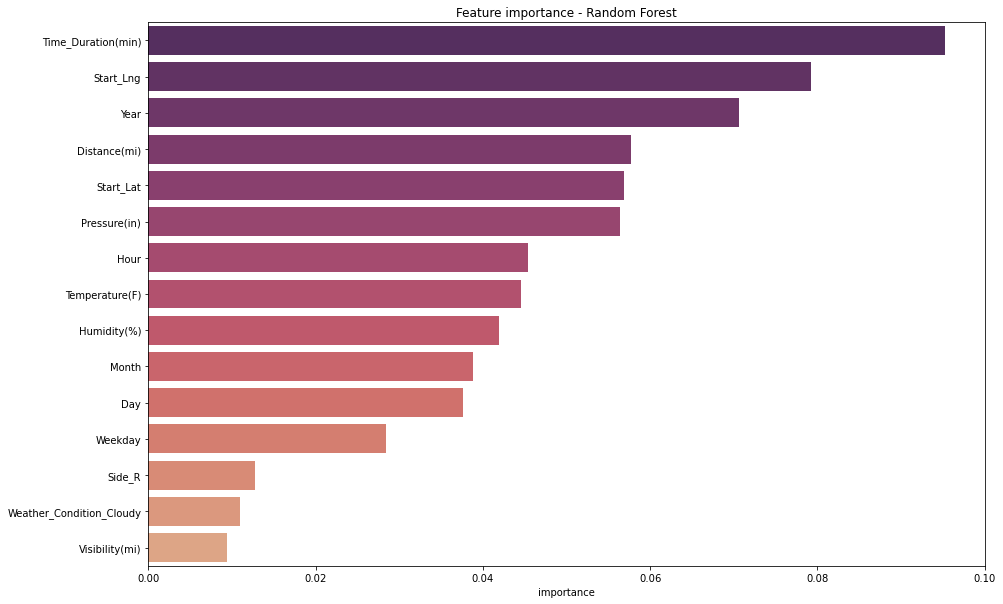 Feature importance - Random Forest
Time_Duration(min)
Start_Lng
Year
Distance(mi)
Start_Lat
Pressure(in)
Hour
Temperature(F)
Humidity(%)
Month
Day
Weekday
Side_R
Weather_Condition_Cloudy
Visibility(mi)
0.00 0.02 0.04 0.06 0.08 0.10
importance